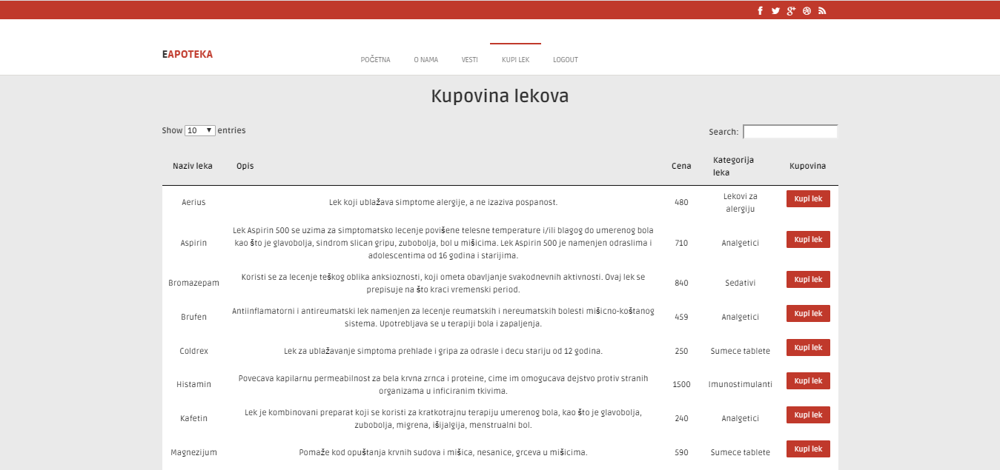 EAPOTEKA
POČETNA O NAMA VESTI KUPI LEK LOGOUT
Kupovina lekova
Show 10 entries
Search:
Naziv leka Opis Cena Kategorija leka Kupovina
Aerius Lek koji ublažava simptome alergije, a ne izaziva pospanost. 480 Lekovi za alergiju Kupi lek
Aspirin
Lek Aspirin 500 se uzima za simptomatsko lecenje povišene telesne temperature i/ili blagog do umerenog bola
kao što je glavobolja, sindrom slican gripu, zubobolja, bol u mišicima. Lek Aspirin 500 je namenjen odraslima i
adolescentima od 16 godina i starijima.
710 Analgetici Kupi lek
Bromazepam
Koristi se za lecenje teškog oblika anksioznosti, koji ometa obavljanje svakodnevnih aktivnosti. Ovaj lek se
prepisuje na što kraci vremenski period.
840 Sedativi Kupi lek
Brufen
Antiinflamatorni i antireumatski lek namenjen za lecenje reumatskih i nereumatskih bolesti mišicno-koštanog
sistema. Upotrebljava se u terapiji bola i zapaljenja.
459 Analgetici Kupi lek
Coldrex Lek za ublažavanje simptoma prehlade i gripa za odrasle i decu stariju od 12 godina. 250 Sumece tablete Kupi lek
Histamin
Povecava kapilarnu permeabilnost za bela krvna zrnca i proteine, cime im omogucava dejstvo protiv stranih
organizama u inficiranim tkivima.
1500 Imunostimulanti Kupi lek
Kafetin
Lek je kombinovani preparat koji se koristi za kratkotrajnu terapiju umerenog bola, kao što je glavobolja,
zubobolja, migrena, išijalgija, menstrualni bol.
240 Analgetici Kupi lek
Magnezijum Pomaže kod opuštanja krvnih sudova i mišica, nesanice, grceva u mišicima. 590 Sumece tablete Kupi lek